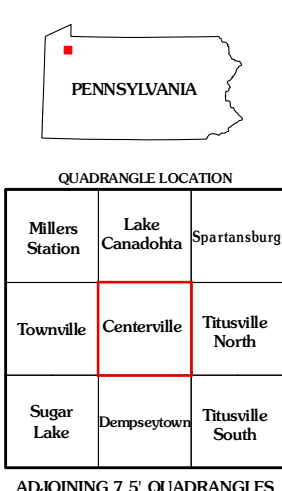 PENNSYLVANIA
QUADRANGLE LOCATION
Millers
Station
Lake
Canadohta
Spartansburg
Townville
Centerville
Titusville
North
Sugar
Lake
Dempseytown
Titusville
South
ADJOINING 7.5' QUADRANGLES